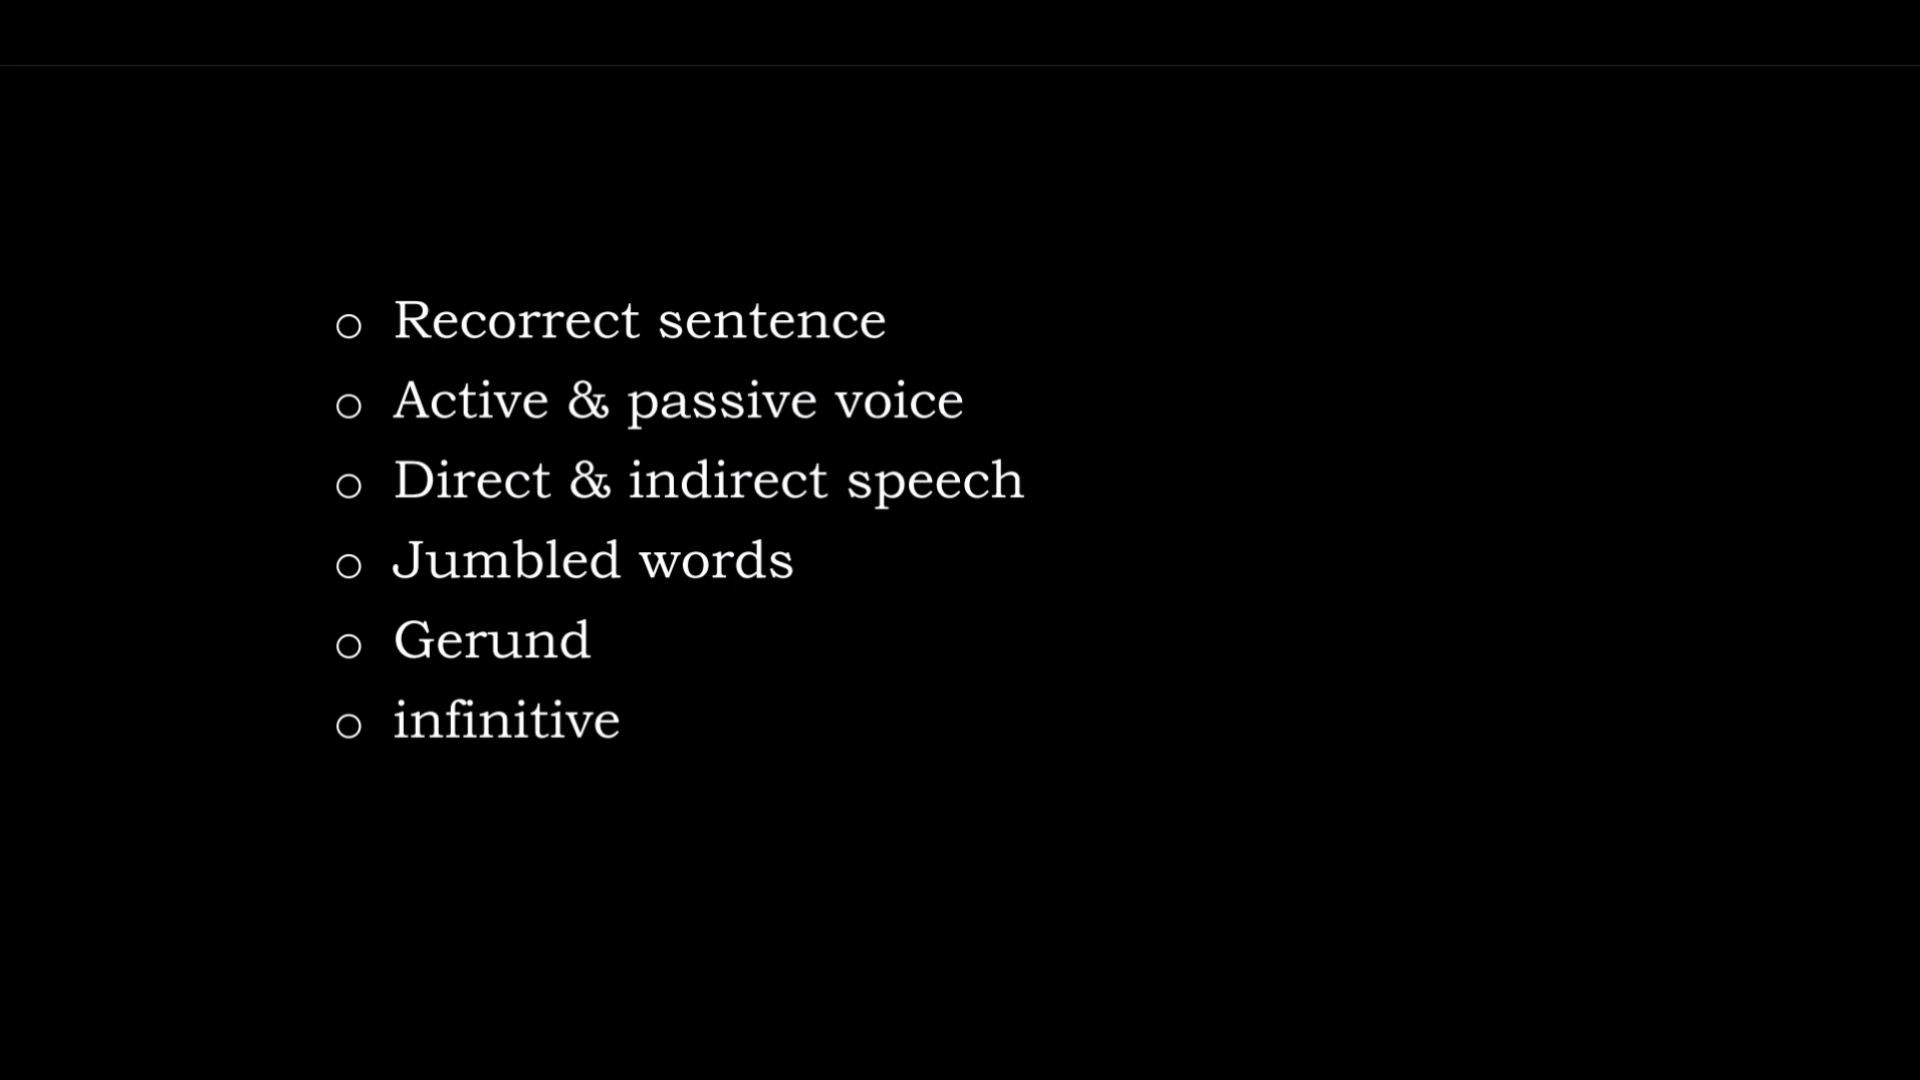 ○ Recorrect sentence
○ Active & passive voice
○ Direct & indirect speech
○ Jumbled words
○ Gerund
○ infinitive